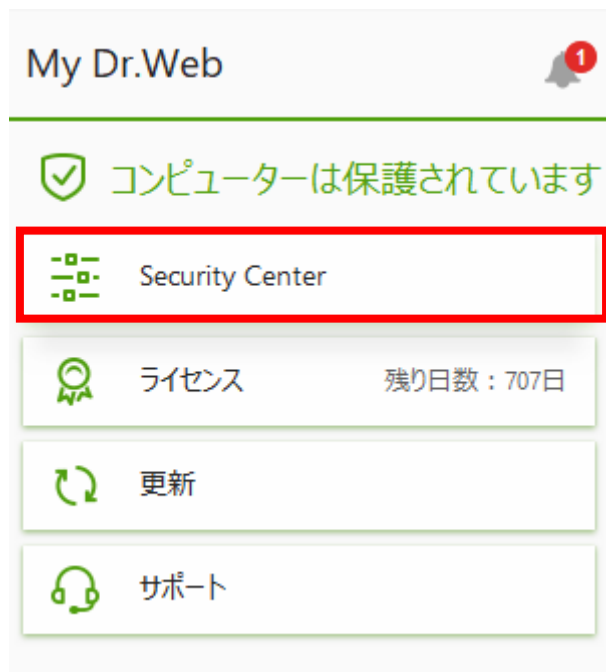 My Dr.Web
1
コンピューターは保護されています
Security Center
ライセンス 残り日数：707日
更新
サポート